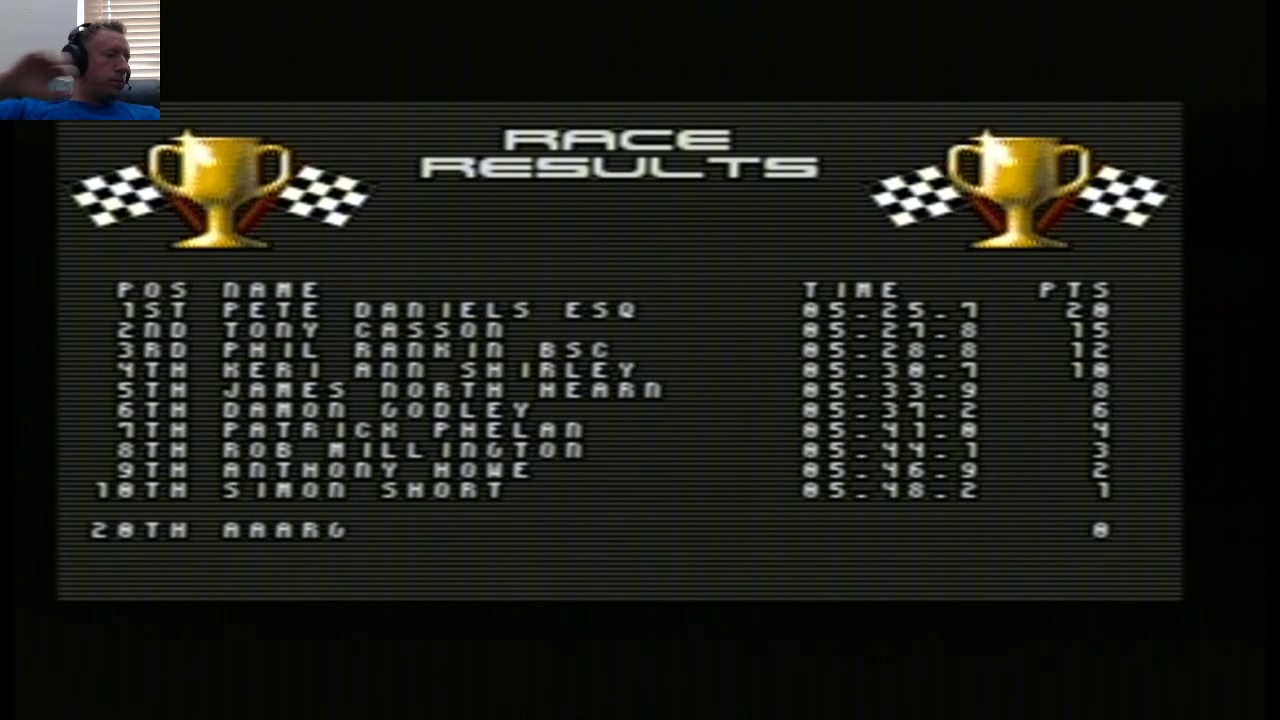 RACE
RESULTS
POS NAME TIME PTS
1ST PETE DANIELS ESQ 05.25.7 20
2ND TONY CASSON 05.27.8 15
3RD PHIL RANKIN BSC 05.28.8 12
4TH KERI ANN SHIRLEY 05.30.7 10
5TH JAMES NORTH HEARN 05.33.9 8
6TH DAMON GODLEY 05.37.2 6
7TH PATRICK PHELAN 05.41.0 4
8TH ROB MILLINGTON 05.44.1 3
9TH ANTHONY HOWE 05.46.9 2
10TH SIMON SHORT 05.48.2 1
20TH AAARG 0